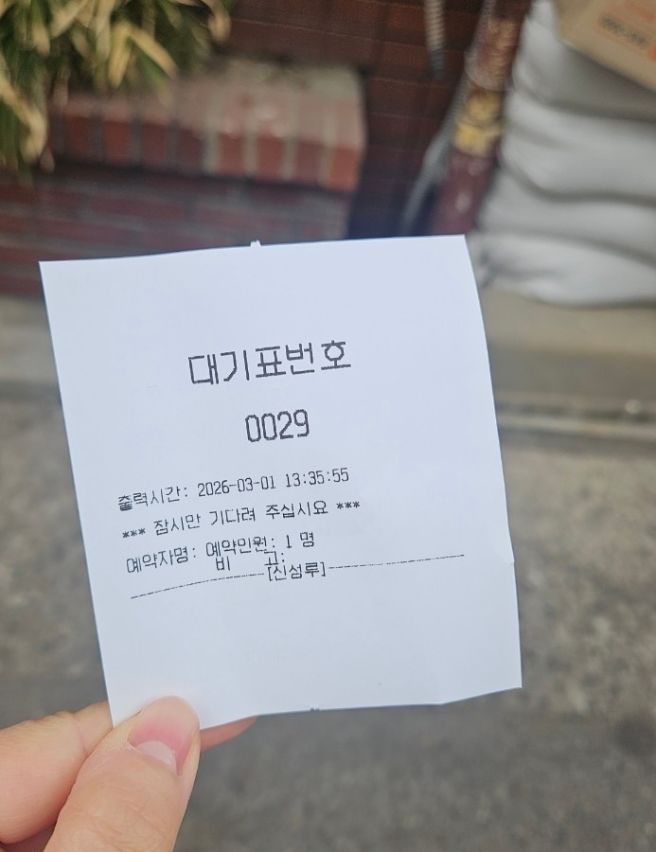 대기표번호
0029
출력시간: 2026-03-01 13:35:55
*** 잠시만 기다려 주십시요 ***
예약자명: 예약인원: 1 명
비 고:
[신성루]